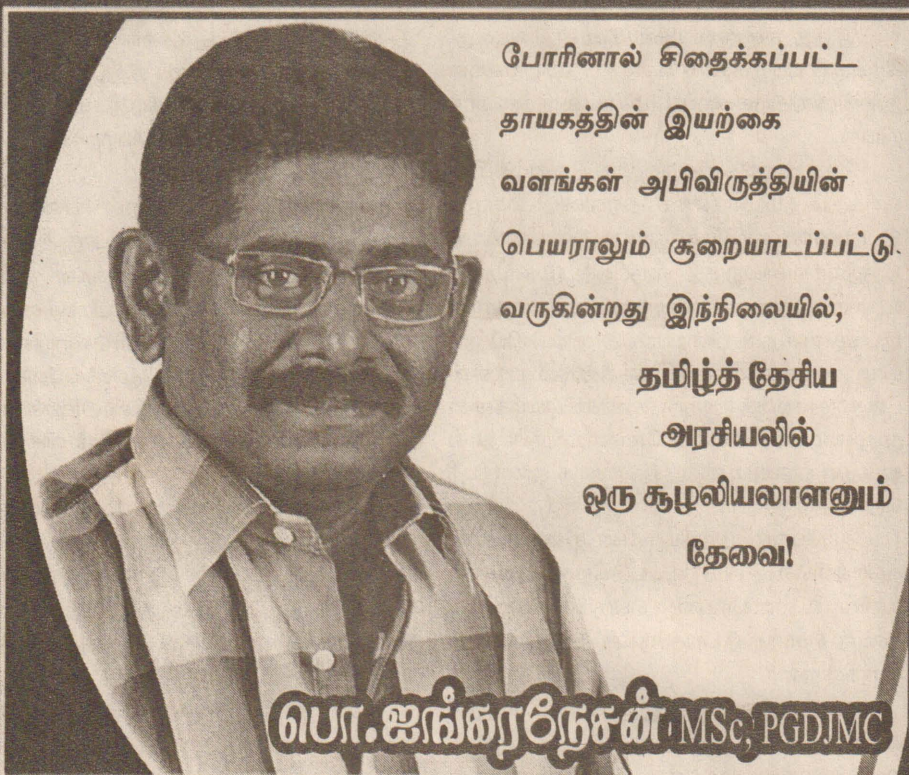 போரினால் சிதைக்கப்பட்ட
தாயகத்தின் இயற்கை
வளங்கள் அபிவிருத்தியின்
பெயராலும் சூறையாடப்பட்டு
வருகின்றது இந்நிலையில்,
தமிழ்த் தேசிய
அரசியலில்
ஒரு சூழலியலாளனும்
தேவை!
பொ.ஐங்கரநேசன் MSc, PGDJMC